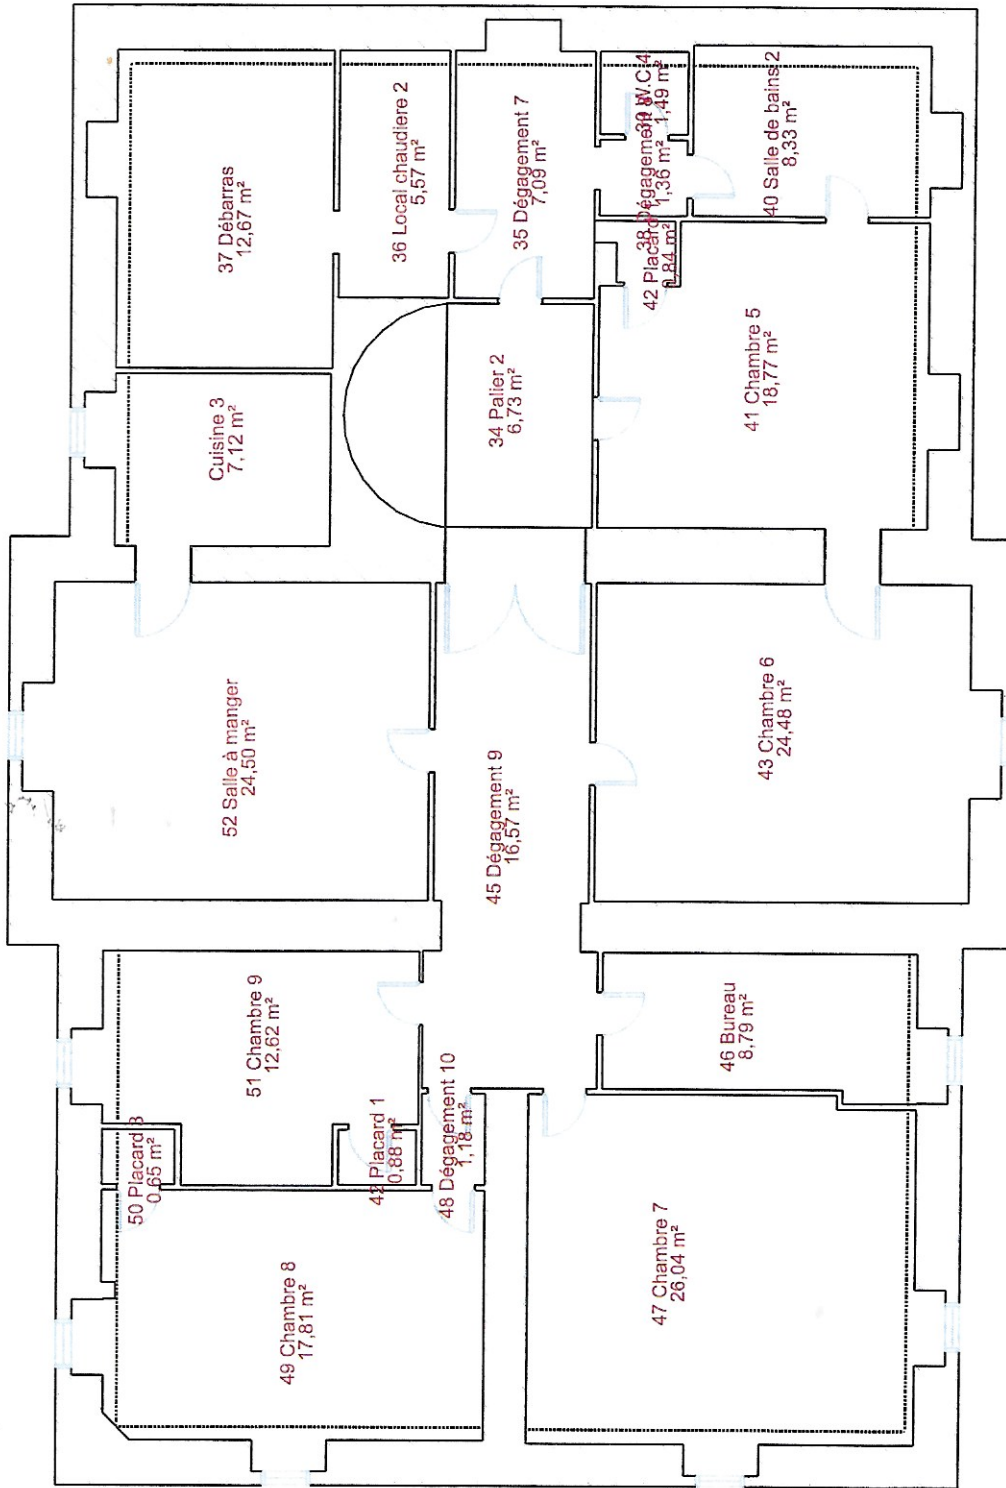 37 Débarras
12,67 m²
36 Local chaudiere 2
5,57 m²
35 Dégagement 7
7,09 m²
39 W.C 4
1,49 m²
38 Dégagement 8
1,36 m²
40 Salle de bains 2
8,33 m²
42 Placard
0,84 m²
Cuisine 3
7,12 m²
34 Palier 2
6,73 m²
41 Chambre 5
18,77 m²
52 Salle à manger
24,50 m²
45 Dégagement 9
16,57 m²
43 Chambre 6
24,48 m²
51 Chambre 9
12,62 m²
46 Bureau
8,79 m²
50 Placard 3
0,65 m²
42 Placard 1
0,88 m²
48 Dégagement 10
1,18 m²
49 Chambre 8
17,81 m²
47 Chambre 7
26,04 m²